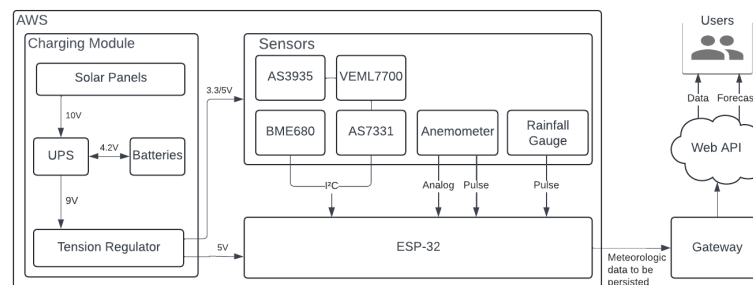 AWS
Charging Module
Solar Panels
10V
UPS
4.2V
Batteries
9V
Tension Regulator
3.3/5V
5V
Sensors
AS3935
VEML7700
BME680
AS7331
Anemometer
Rainfall
Gauge
I²C
Analog
Pulse
Pulse
ESP-32
Meteorologic
data to be
persisted
Gateway
Web API
Data
Forecas
Users